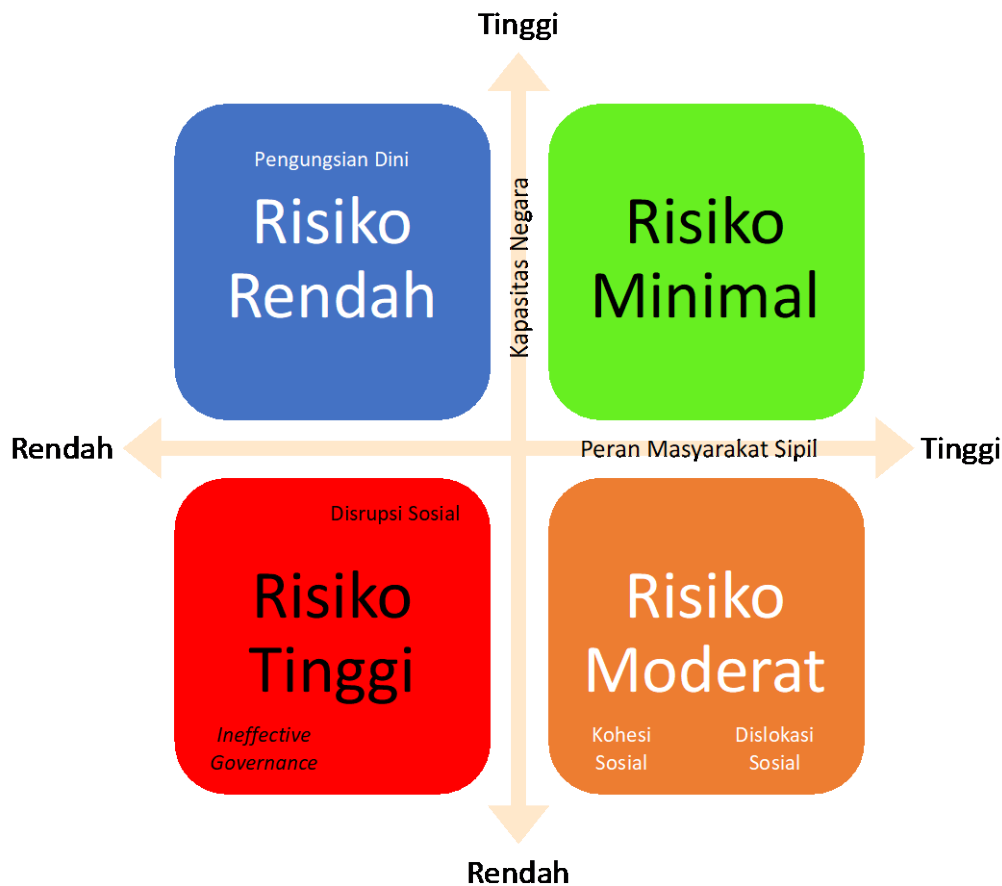 Tinggi
Pengungsian Dini
Risiko
Rendah
Kapasitas Negara
Risiko
Minimal
Rendah
Peran Masyarakat Sipil
Tinggi
Disrupsi Sosial
Risiko
Tinggi
Ineffective
Governance
Risiko
Moderat
Kohesi
Sosial
Dislokasi
Sosial
Rendah